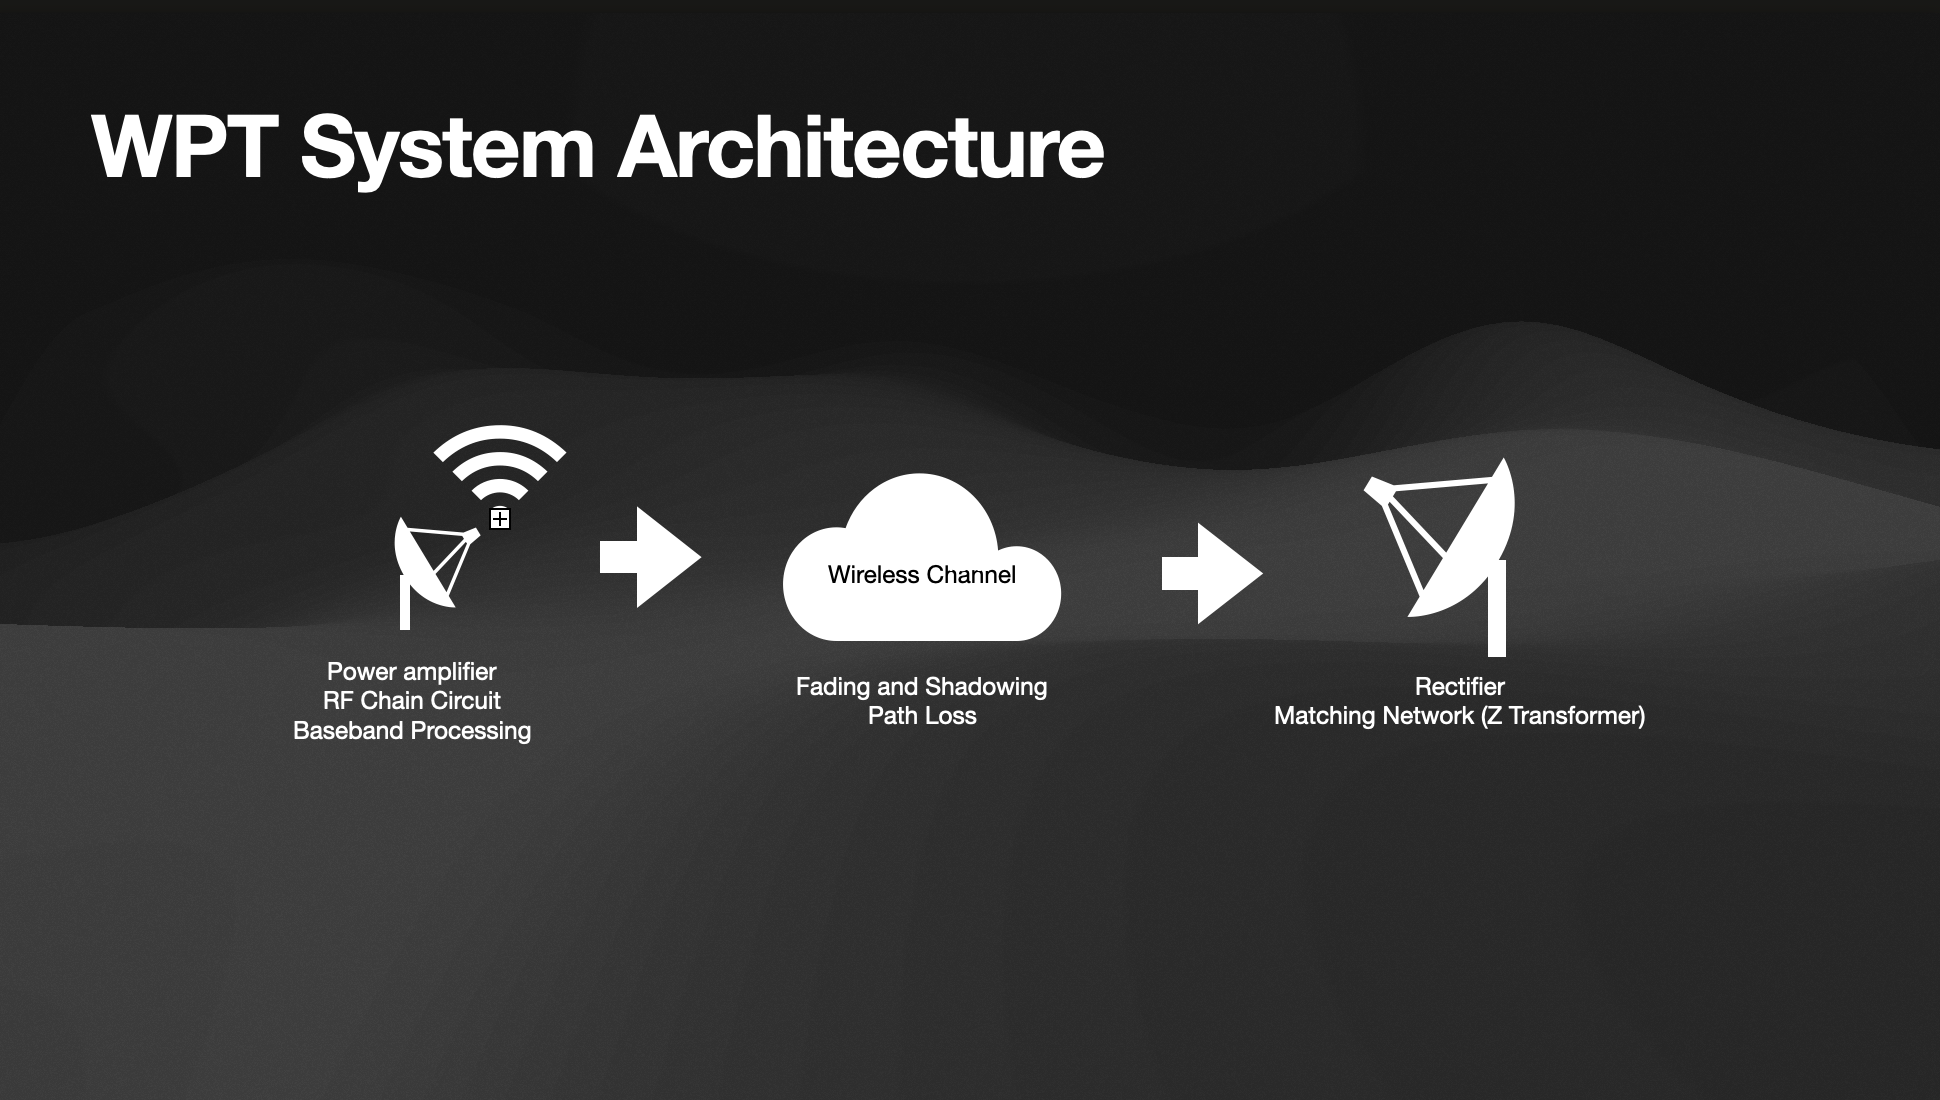 WPT System Architecture
Wireless Channel
Power amplifier
RF Chain Circuit
Baseband Processing
Fading and Shadowing
Path Loss
Rectifier
Matching Network (Z Transformer)